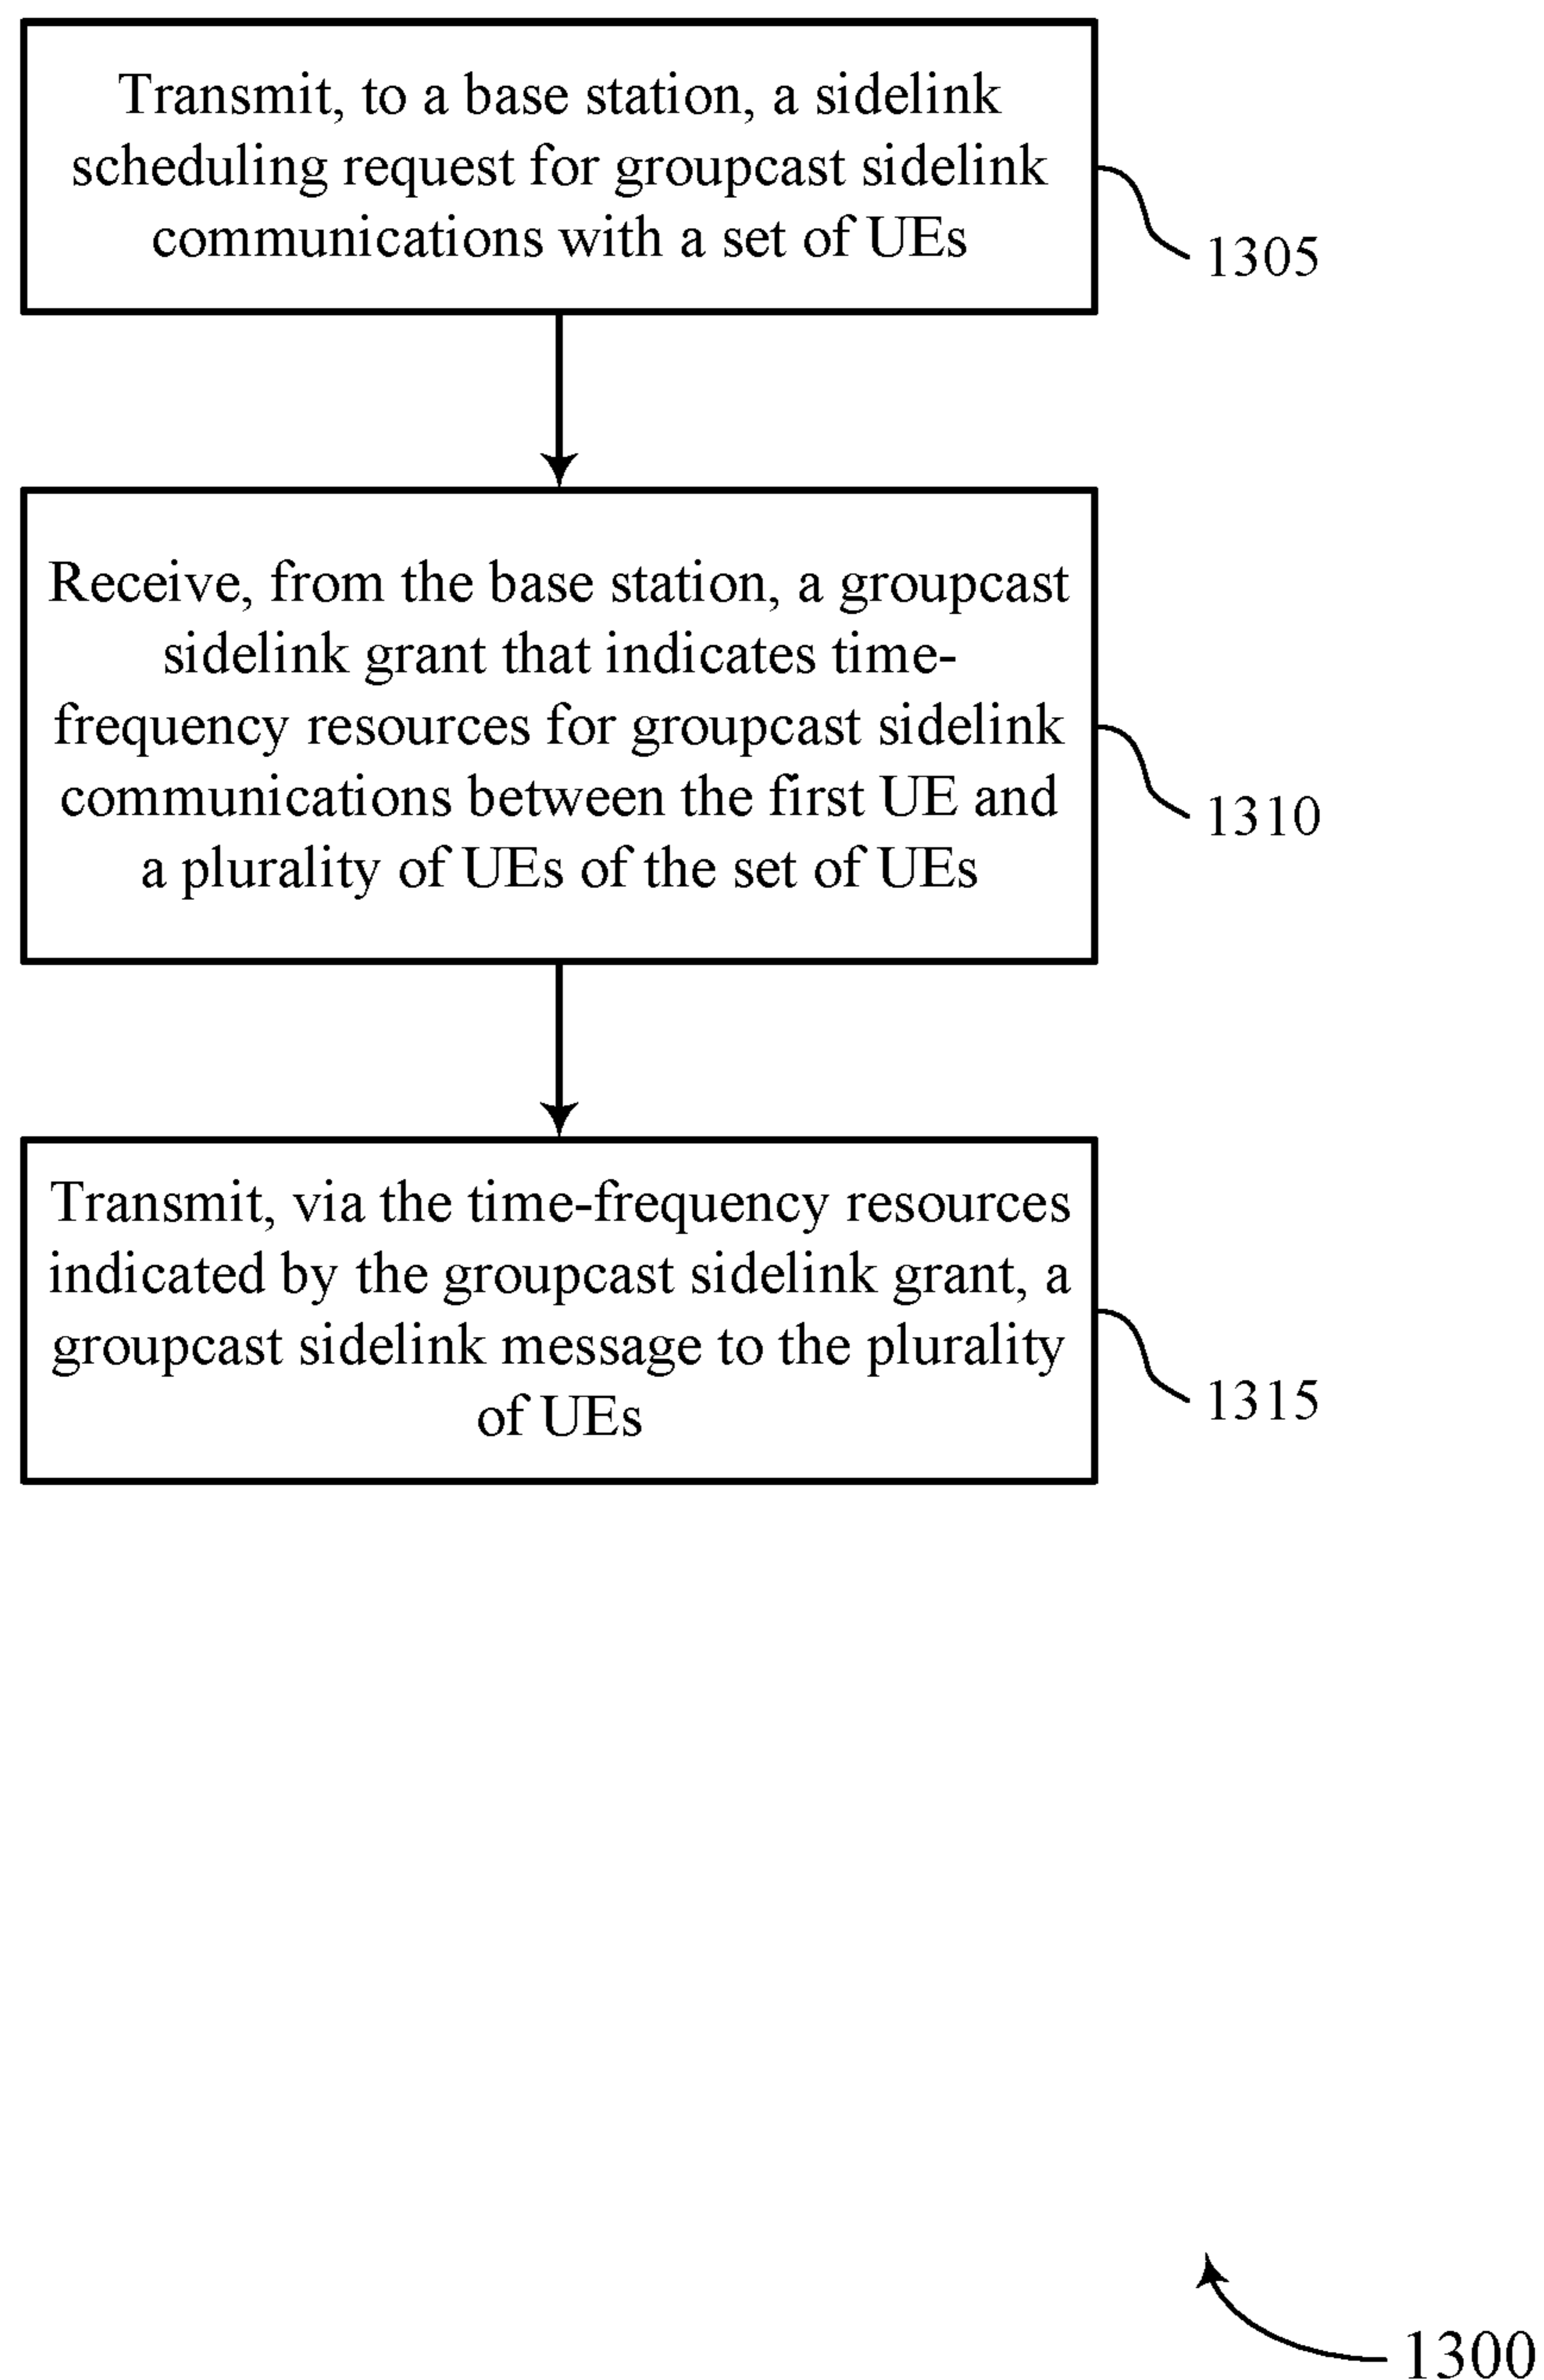 Transmit, to a base station, a sidelink
scheduling request for groupcast sidelink
communications with a set of UEs
1305
Receive, from the base station, a groupcast
sidelink grant that indicates time-
frequency resources for groupcast sidelink
communications between the first UE and
a plurality of UEs of the set of UEs
1310
Transmit, via the time-frequency resources
indicated by the groupcast sidelink grant, a
groupcast sidelink message to the plurality
of UEs
1315
1300